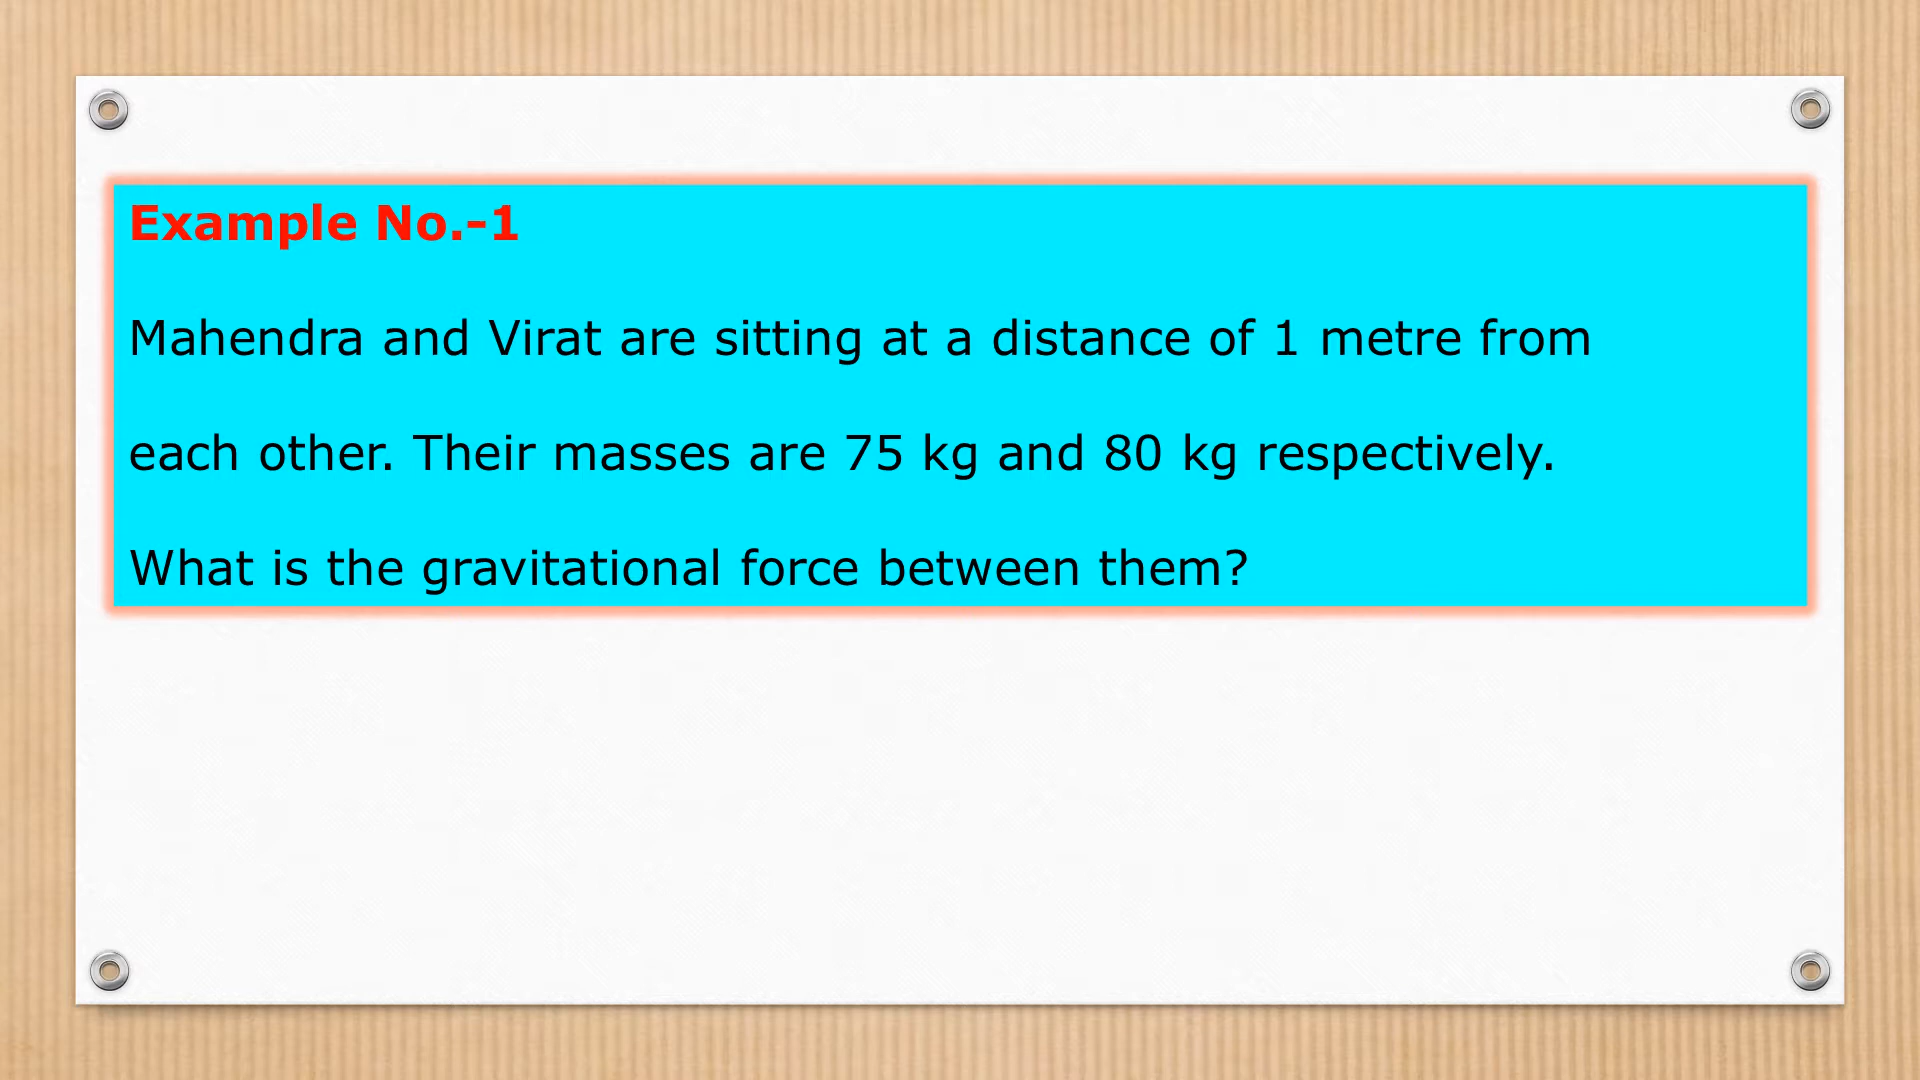 Example No.-1
Mahendra and Virat are sitting at a distance of 1 metre from
each other. Their masses are 75 kg and 80 kg respectively.
What is the gravitational force between them?